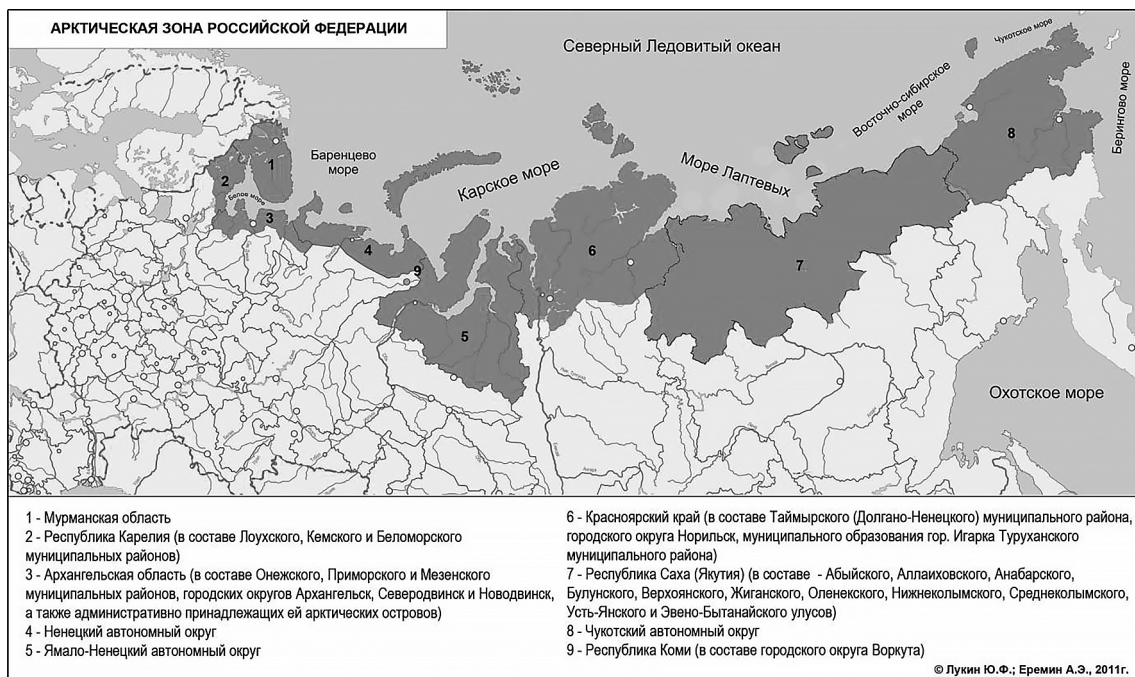 АРКТИЧЕСКАЯ ЗОНА РОССИЙСКОЙ ФЕДЕРАЦИИ
Северный Ледовитый океан
Чукотское море
Берингово море
Восточно-сибирское
море
Баренцево
море
Карское море
Море Лаптевых
Белое море
Охотское море
1
2
3
4
9
5
6
7
8
1 - Мурманская область
2 - Республика Карелия (в составе Лоухского, Кемского и Беломорского
муниципальных районов)
3 - Архангельская область (в составе Онежского, Приморского и Мезенского
муниципальных районов, городских округов Архангельск, Северодвинск и Новодвинск,
а также административно принадлежащих ей арктических островов)
4 - Ненецкий автономный округ
5 - Ямало-Ненецкий автономный округ
6 - Красноярский край (в составе Таймырского (Долгано-Ненецкого) муниципального района,
городского округа Норильск, муниципального образования гор. Игарка Туруханского
муниципального района)
7 - Республика Саха (Якутия) (в составе - Абыйского, Аллаиховского, Анабарского,
Булунского, Верхоянского, Жиганского, Оленекского, Нижнеколымского, Среднеколымского,
Усть-Янского и Эвено-Бытанайского улусов)
8 - Чукотский автономный округ
9 - Республика Коми (в составе городского округа Воркута)
© Лукин Ю.Ф.; Еремин А.Э., 2011г.